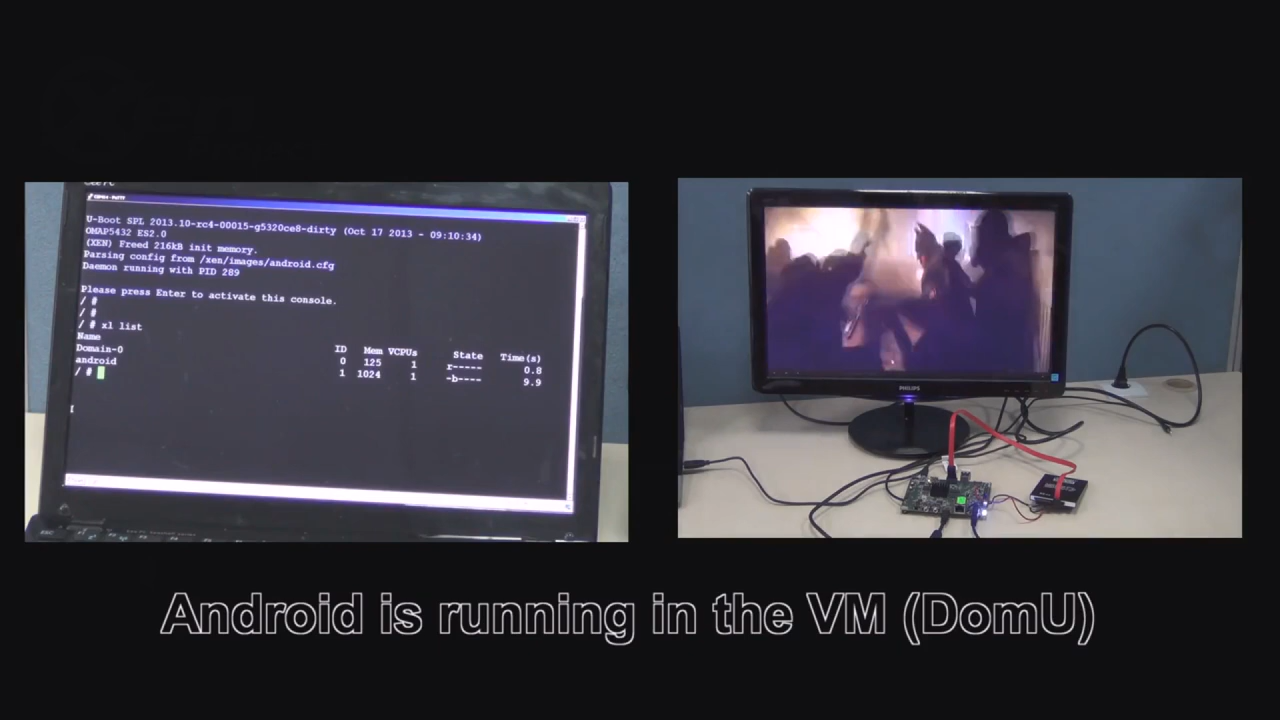 U-Boot SPL 2013.10-rc4-00015-g5320ce8-dirty (Oct 17 2013 - 09:10:34)
OMAP5432 ES2.0
(XEN) Freed 216kB init memory.
Parsing config from /xen/images/android.cfg
Daemon running with PID 289
Please press Enter to activate this console.
/ #
/ #
/ # xl list
Name ID Mem VCPUs State Time(s)
Domain-0 0 125 1 r----- 0.8
android 1 1024 1 -b---- 9.9
/ #
PHILIPS
Android is running in the VM (DomU)